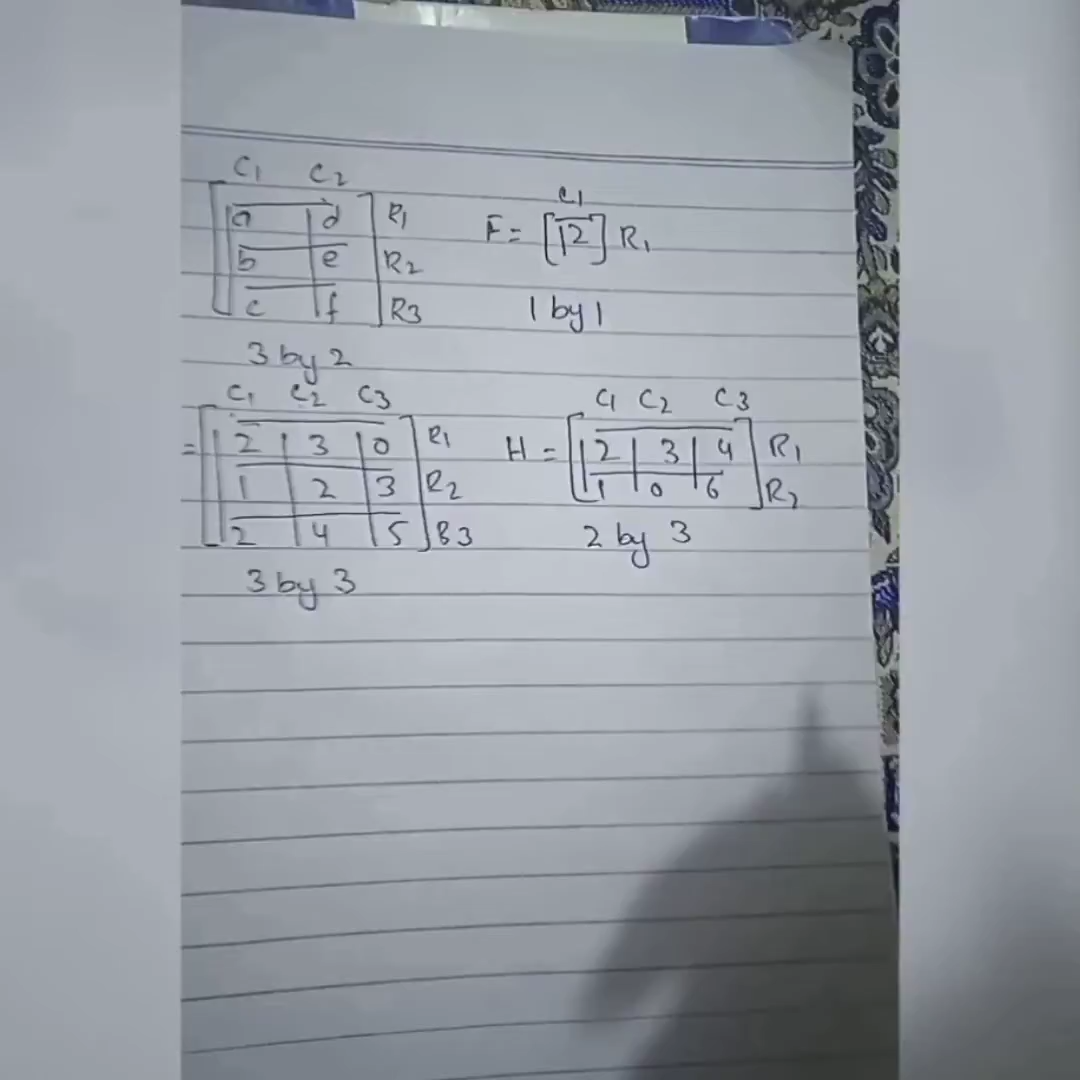 C1 C2
a d R1 F = [2] R1
C1
b e R2
c f R3 1 by 1
3 by 2
C1 C2 C3 C1 C2 C3
= [2 3 0] R1 H = [2 3 4] R1
1 2 3 R2 1 0 6 R2
2 4 5 R3
3 by 3 2 by 3